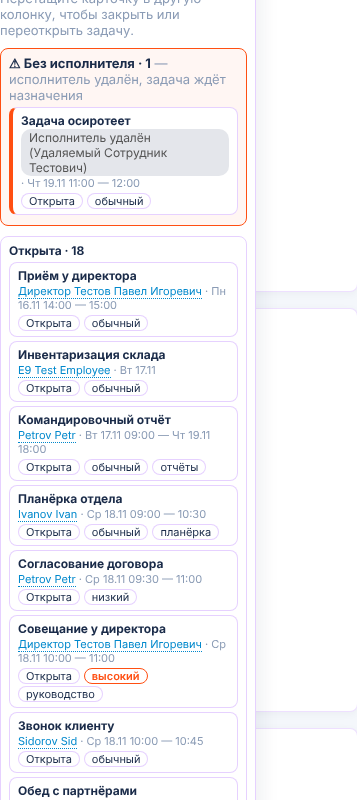 Перетащите карточку в другую
колонку, чтобы закрыть или
переоткрыть задачу.
⚠ Без исполнителя · 1 —
исполнитель удалён, задача ждёт
назначения
Задача осиротеет
Исполнитель удалён
(Удаляемый Сотрудник
Тестович)
· Чт 19.11 11:00 — 12:00
Открыта обычный
Открыта · 18
Приём у директора
Директор Тестов Павел Игоревич · Пн
16.11 14:00 — 15:00
Открыта обычный
Инвентаризация склада
E9 Test Employee · Вт 17.11
Открыта обычный
Командировочный отчёт
Petrov Petr · Вт 17.11 09:00 — Чт 19.11
18:00
Открыта обычный отчёты
Планёрка отдела
Ivanov Ivan · Ср 18.11 09:00 — 10:30
Открыта обычный планёрка
Согласование договора
Petrov Petr · Ср 18.11 09:30 — 11:00
Открыта низкий
Совещание у директора
Директор Тестов Павел Игоревич · Ср
18.11 10:00 — 11:00
Открыта высокий
руководство
Звонок клиенту
Sidorov Sid · Ср 18.11 10:00 — 10:45
Открыта обычный
Обед с партнёрами